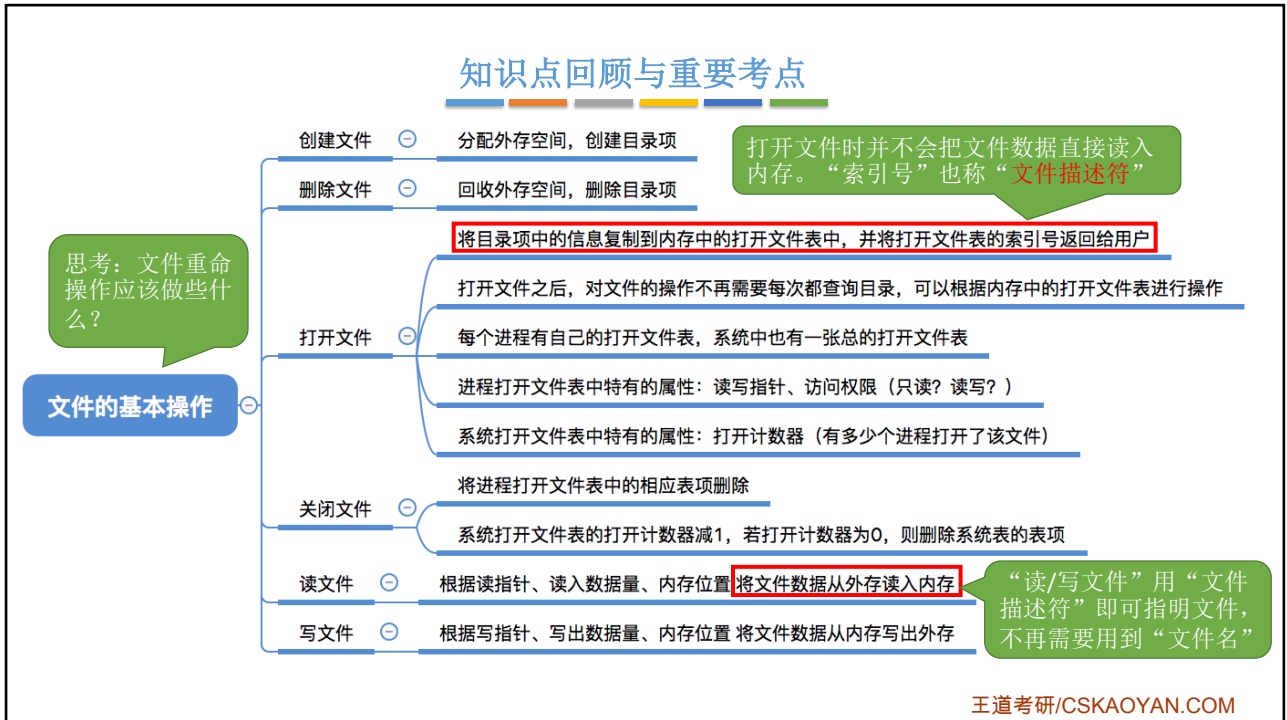 知识点回顾与重要考点
创建文件
分配外存空间，创建目录项
打开文件时并不会把文件数据直接读入
内存。“索引号”也称“文件描述符”
删除文件
回收外存空间，删除目录项
思考：文件重命
操作应该做些什
么？
将目录项中的信息复制到内存中的打开文件表中，并将打开文件表的索引号返回给用户
打开文件之后，对文件的操作不再需要每次都查询目录，可以根据内存中的打开文件表进行操作
打开文件
每个进程有自己的打开文件表，系统中也有一张总的打开文件表
进程打开文件表中特有的属性：读写指针、访问权限（只读？读写？）
文件的基本操作
系统打开文件表中特有的属性：打开计数器（有多少个进程打开了该文件）
关闭文件
将进程打开文件表中的相应表项删除
系统打开文件表的打开计数器减1，若打开计数器为0，则删除系统表的表项
读文件
根据读指针、读入数据量、内存位置 将文件数据从外存读入内存
“读/写文件”用“文件
描述符”即可指明文件，
不再需要用到“文件名”
写文件
根据写指针、写出数据量、内存位置 将文件数据从内存写出外存
王道考研/CSKAOYAN.COM